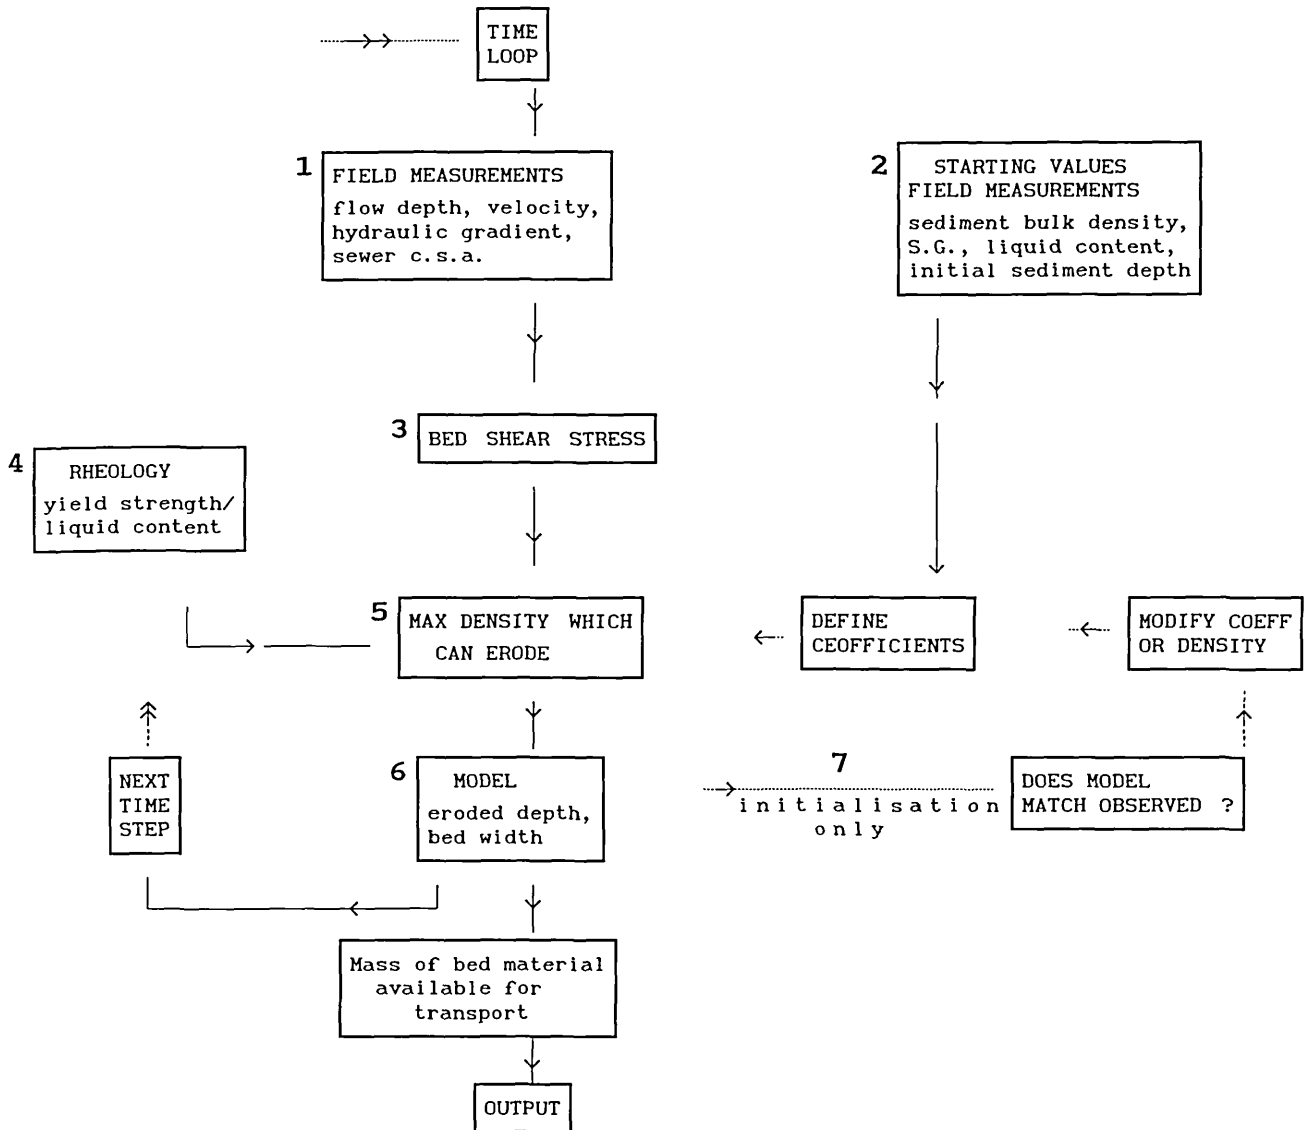 TIME
LOOP
1
FIELD MEASUREMENTS
flow depth, velocity,
hydraulic gradient,
sewer c.s.a.
2
STARTING VALUES
FIELD MEASUREMENTS
sediment bulk density,
S.G., liquid content,
initial sediment depth
3
BED SHEAR STRESS
4
RHEOLOGY
yield strength/
liquid content
5
MAX DENSITY WHICH
CAN ERODE
DEFINE
CEOFFICIENTS
MODIFY COEFF
OR DENSITY
NEXT
TIME
STEP
6
MODEL
eroded depth,
bed width
7
initialisation
only
DOES MODEL
MATCH OBSERVED ?
Mass of bed material
available for
transport
OUTPUT